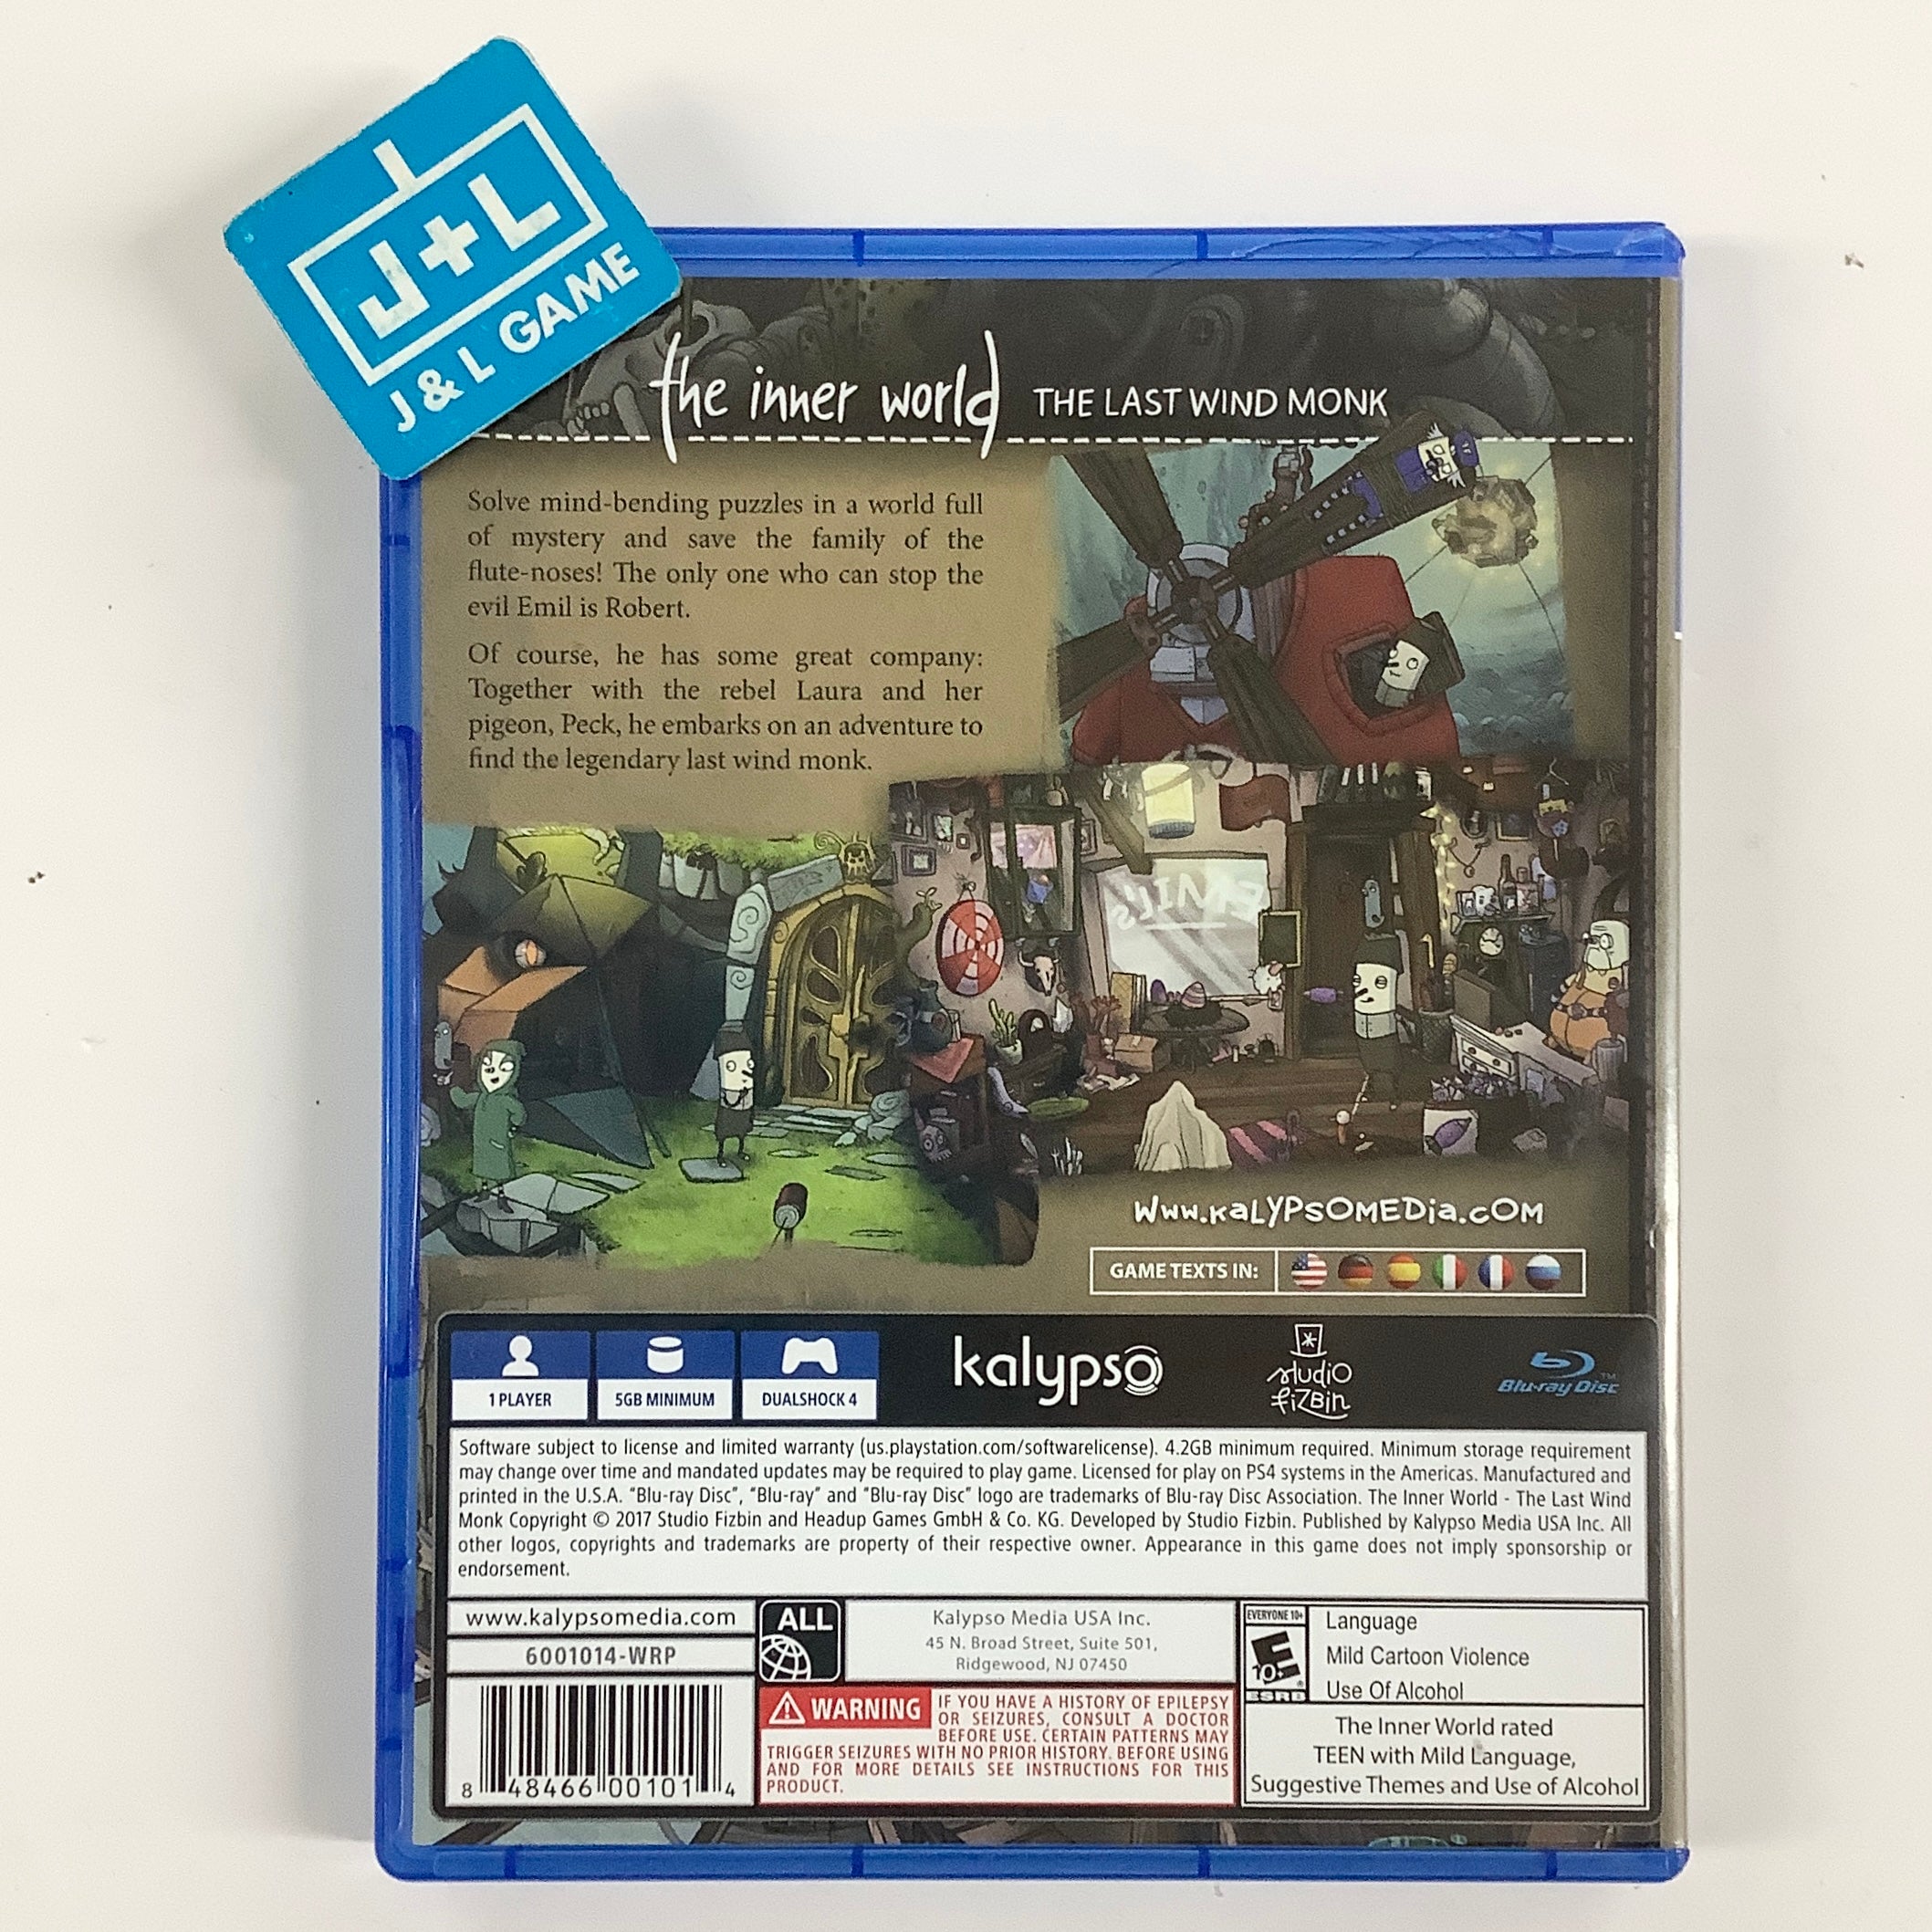 J+L
J & L GAME
the inner world THE LAST WIND MONK
Solve mind-bending puzzles in a world full
of mystery and save the family of the
flute-noses! The only one who can stop the
evil Emil is Robert.
Of course, he has some great company:
Together with the rebel Laura and her
pigeon, Peck, he embarks on an adventure to
find the legendary last wind monk.
EMIL'S
www.kalypsomedia.com
GAME TEXTS IN:
1 PLAYER
5GB MINIMUM
DUALSHOCK 4
kalypso
studio
fizbin
Blu-ray Disc™
Software subject to license and limited warranty (us.playstation.com/softwarelicense). 4.2GB minimum required. Minimum storage requirement
may change over time and mandated updates may be required to play game. Licensed for play on PS4 systems in the Americas. Manufactured and
printed in the U.S.A. "Blu-ray Disc", "Blu-ray" and "Blu-ray Disc" logo are trademarks of Blu-ray Disc Association. The Inner World - The Last Wind
Monk Copyright © 2017 Studio Fizbin and Headup Games GmbH & Co. KG. Developed by Studio Fizbin. Published by Kalypso Media USA Inc. All
other logos, copyrights and trademarks are property of their respective owner. Appearance in this game does not imply sponsorship or
endorsement.
www.kalypsomedia.com
6001014-WRP
8 48466 00101 4
ALL
Kalypso Media USA Inc.
45 N. Broad Street, Suite 501,
Ridgewood, NJ 07450
WARNING IF YOU HAVE A HISTORY OF EPILEPSY
OR SEIZURES, CONSULT A DOCTOR
BEFORE USE. CERTAIN PATTERNS MAY
TRIGGER SEIZURES WITH NO PRIOR HISTORY. BEFORE USING
AND FOR MORE DETAILS SEE INSTRUCTIONS FOR THIS
PRODUCT.
EVERYONE 10+
E
10+
ESRB
Language
Mild Cartoon Violence
Use Of Alcohol
The Inner World rated
TEEN with Mild Language,
Suggestive Themes and Use of Alcohol